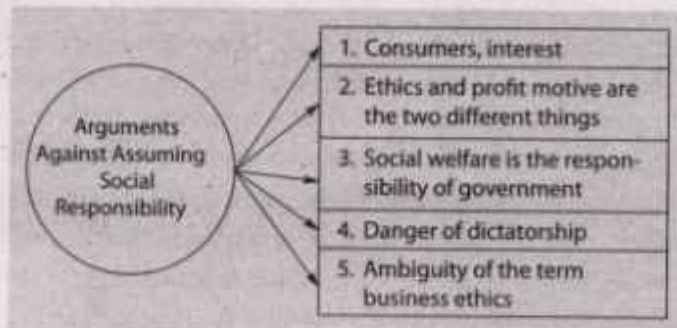 Arguments
Against Assuming
Social
Responsibility
1. Consumers, interest
2. Ethics and profit motive are
the two different things
3. Social welfare is the respon-
sibility of government
4. Danger of dictatorship
5. Ambiguity of the term
business ethics